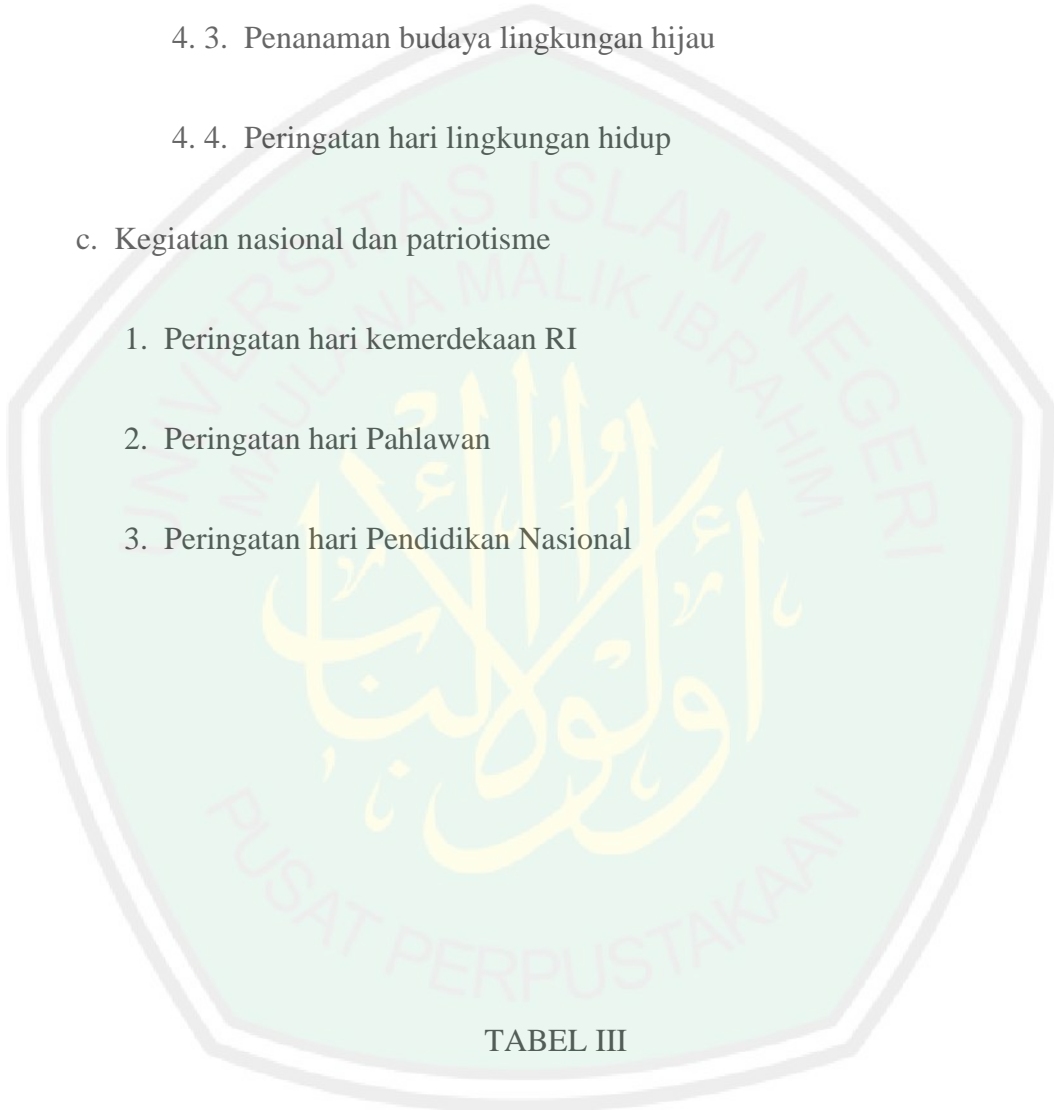 4. 3. Penanaman budaya lingkungan hijau
4. 4. Peringatan hari lingkungan hidup
c. Kegiatan nasional dan patriotisme
1. Peringatan hari kemerdekaan RI
2. Peringatan hari Pahlawan
3. Peringatan hari Pendidikan Nasional
TABEL III
UNIVERSITAS ISLAM NEGERI
MAULANA MALIK IBRAHIM
PUSAT PERPUSTAKAAN